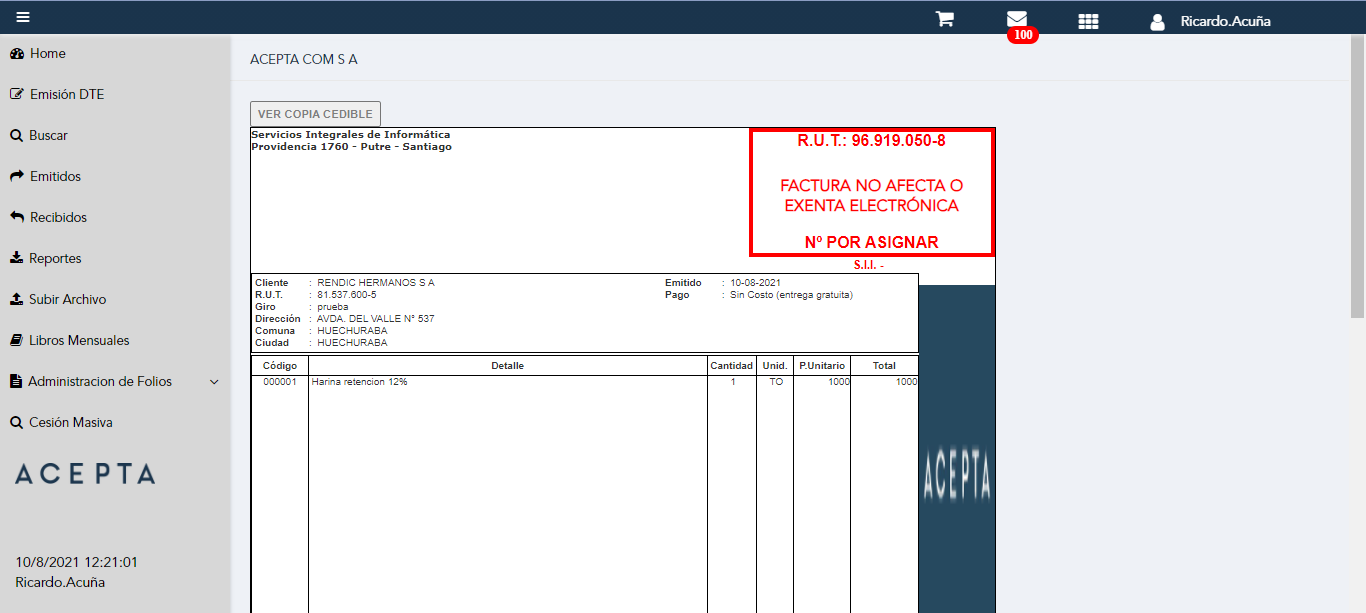 Ricardo.Acuña
100
Home
Emisión DTE
Buscar
Emitidos
Recibidos
Reportes
Subir Archivo
Libros Mensuales
Administracion de Folios
Cesión Masiva
ACEPTA
10/8/2021 12:21:01
Ricardo.Acuña
ACEPTA COM S A
VER COPIA CEDIBLE
Servicios Integrales de Informática
Providencia 1760 - Putre - Santiago
R.U.T.: 96.919.050-8
FACTURA NO AFECTA O
EXENTA ELECTRÓNICA
Nº POR ASIGNAR
S.I.I. -
Cliente : RENDIC HERMANOS S A Emitido : 10-08-2021
R.U.T. : 81.537.600-5 Pago : Sin Costo (entrega gratuita)
Giro : prueba
Dirección : AVDA. DEL VALLE N° 537
Comuna : HUECHURABA
Ciudad : HUECHURABA
Código Detalle Cantidad Unid. P.Unitario Total
000001 Harina retencion 12% 1 TO 1000 1000
ACEPTA